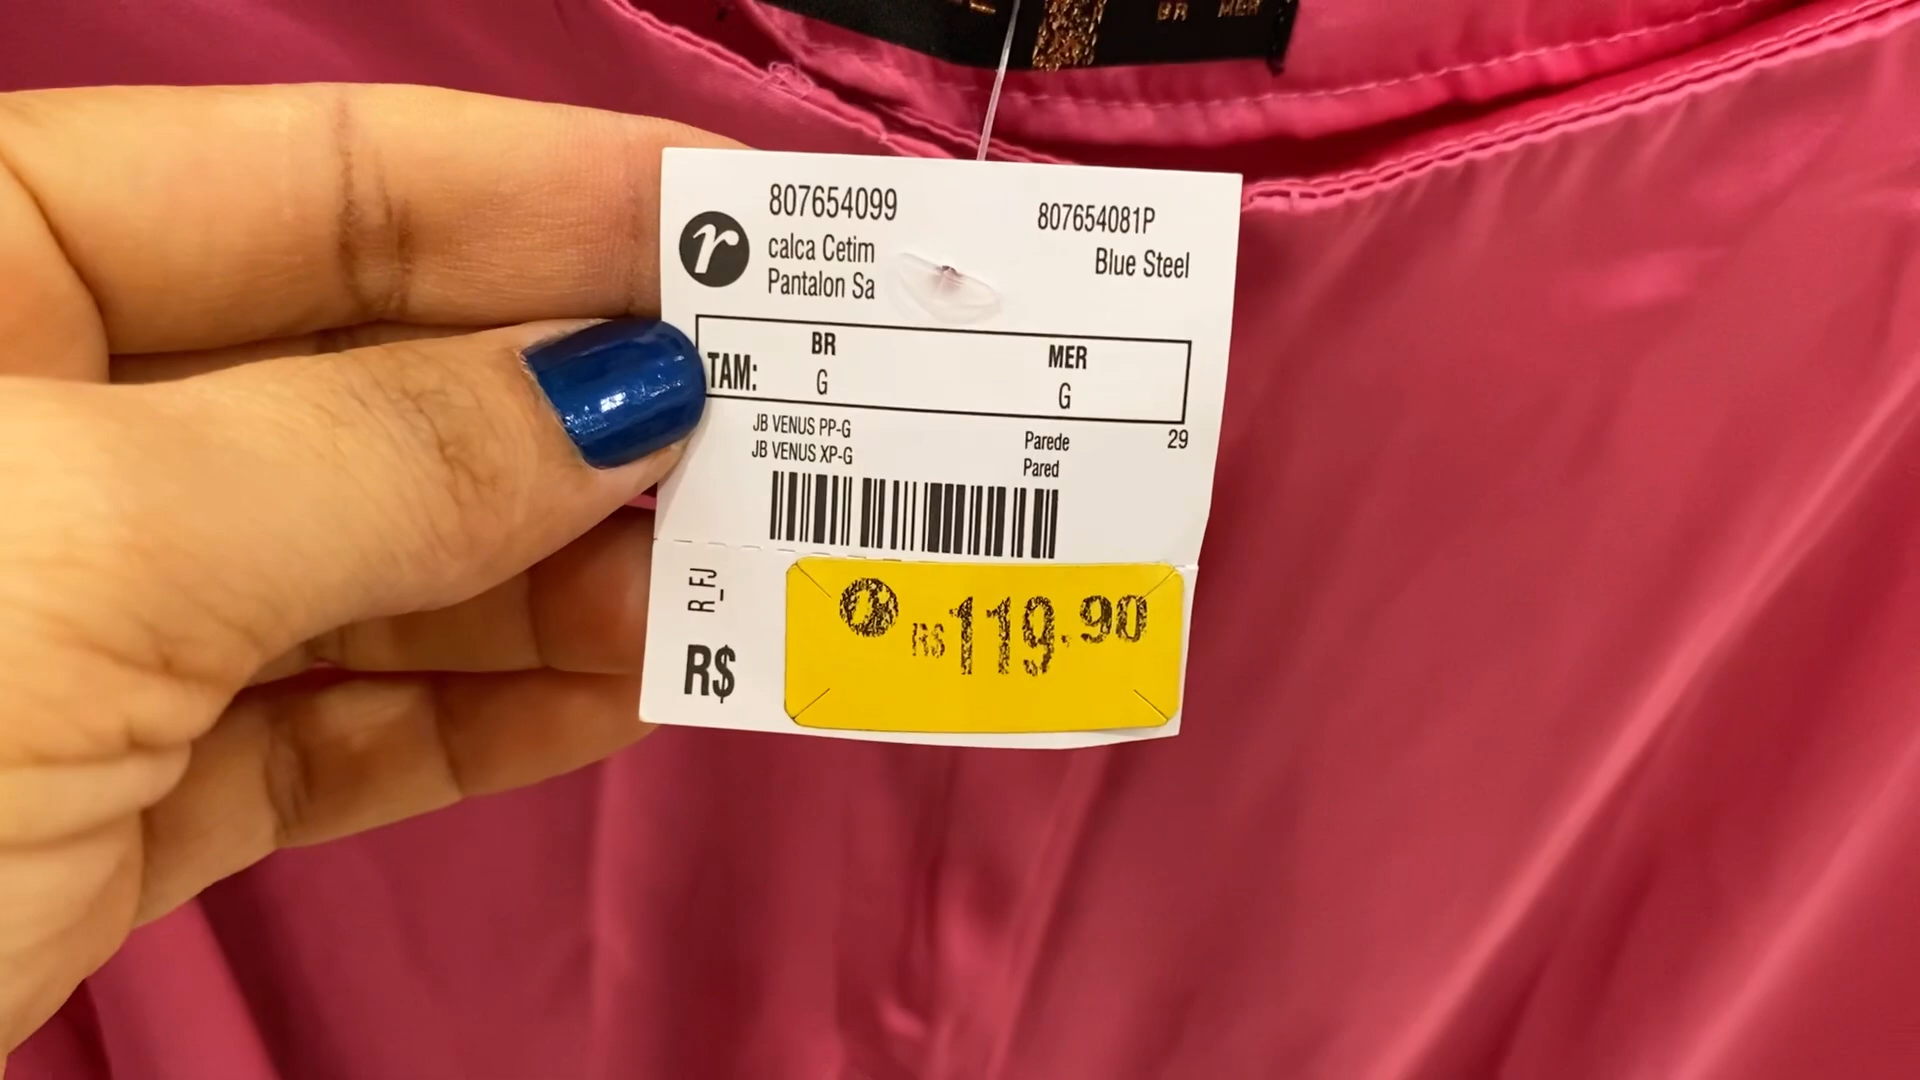 BR MER
807654099 807654081P
r
calca Cetim Blue Steel
Pantalon Sa
BR MER
TAM: G G
JB VENUS PP-G Parede 29
JB VENUS XP-G Pared
R_FJ
R$
R$119,90